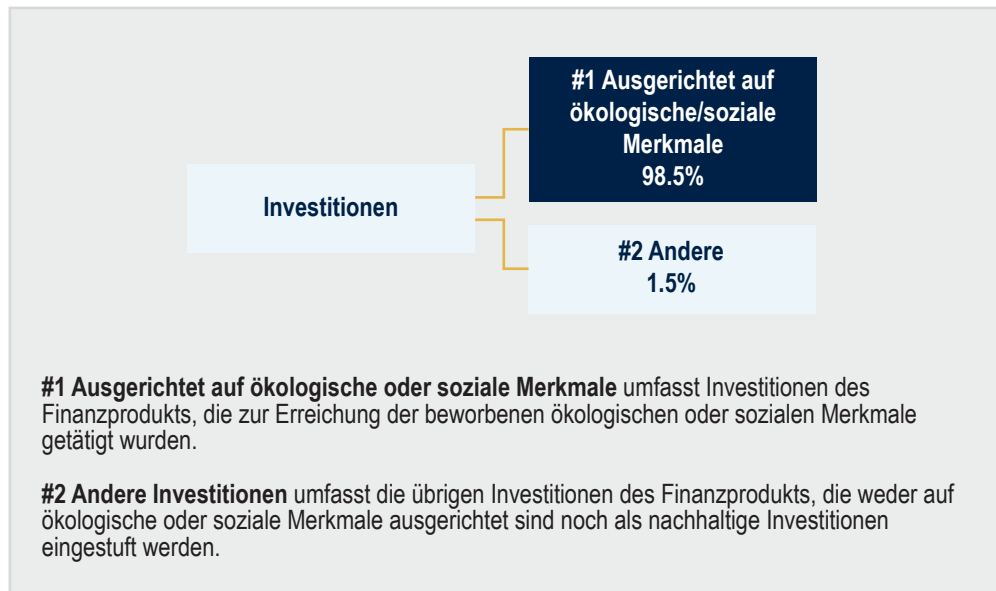 #1 Ausgerichtet auf
ökologische/soziale
Merkmale
98.5%
Investitionen
#2 Andere
1.5%
#1 Ausgerichtet auf ökologische oder soziale Merkmale umfasst Investitionen des
Finanzprodukts, die zur Erreichung der beworbenen ökologischen oder sozialen Merkmale
getätigt wurden.
#2 Andere Investitionen umfasst die übrigen Investitionen des Finanzprodukts, die weder auf
ökologische oder soziale Merkmale ausgerichtet sind noch als nachhaltige Investitionen
eingestuft werden.